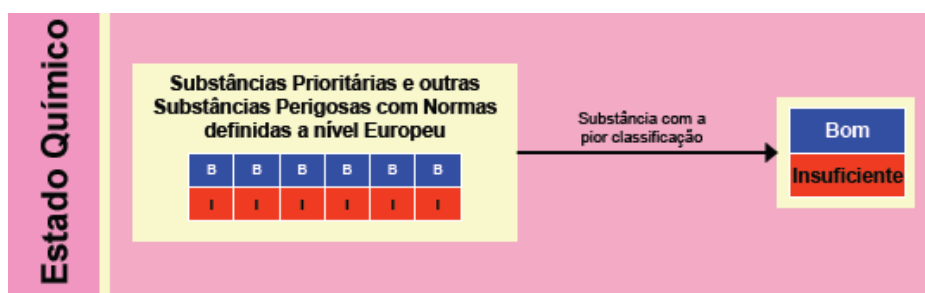 Estado Químico
Substâncias Prioritárias e outras
Substâncias Perigosas com Normas
definidas a nível Europeu
B B B B B B
I I I I I I
Substância com a
pior classificação
Bom
Insuficiente